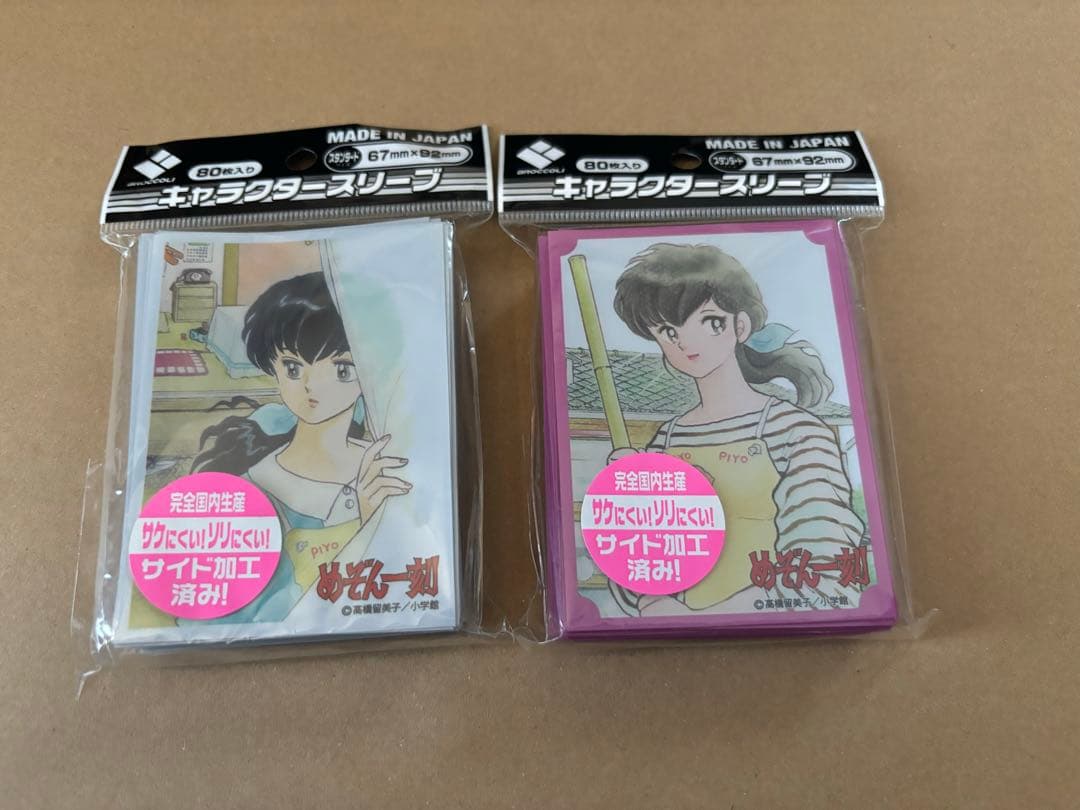 MADE IN JAPAN
BROCCOLI
80枚入り
スタンダード
67mm×92mm
キャラクタースリーブ
完全国内生産
サケにくい!ソリにくい!
サイド加工
済み!
PIYO
めぞん一刻
©高橋留美子/小学館
MADE IN JAPAN
BROCCOLI
80枚入り
スタンダード
67mm×92mm
キャラクタースリーブ
PIYO
完全国内生産
サケにくい!ソリにくい!
サイド加工
済み!
めぞん一刻
©高橋留美子/小学館